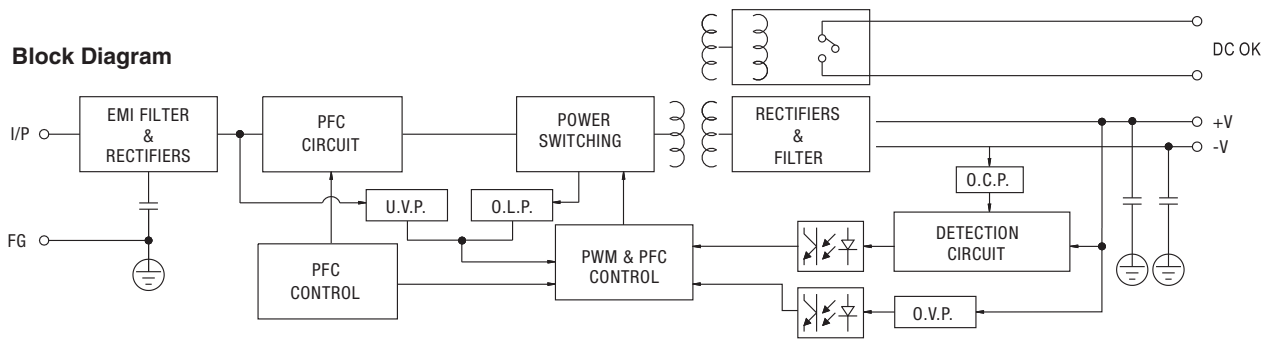 Block Diagram
DC OK
I/P
EMI FILTER
&
RECTIFIERS
PFC
CIRCUIT
POWER
SWITCHING
RECTIFIERS
&
FILTER
+V
-V
U.V.P.
O.L.P.
O.C.P.
FG
PFC
CONTROL
PWM & PFC
CONTROL
DETECTION
CIRCUIT
O.V.P.